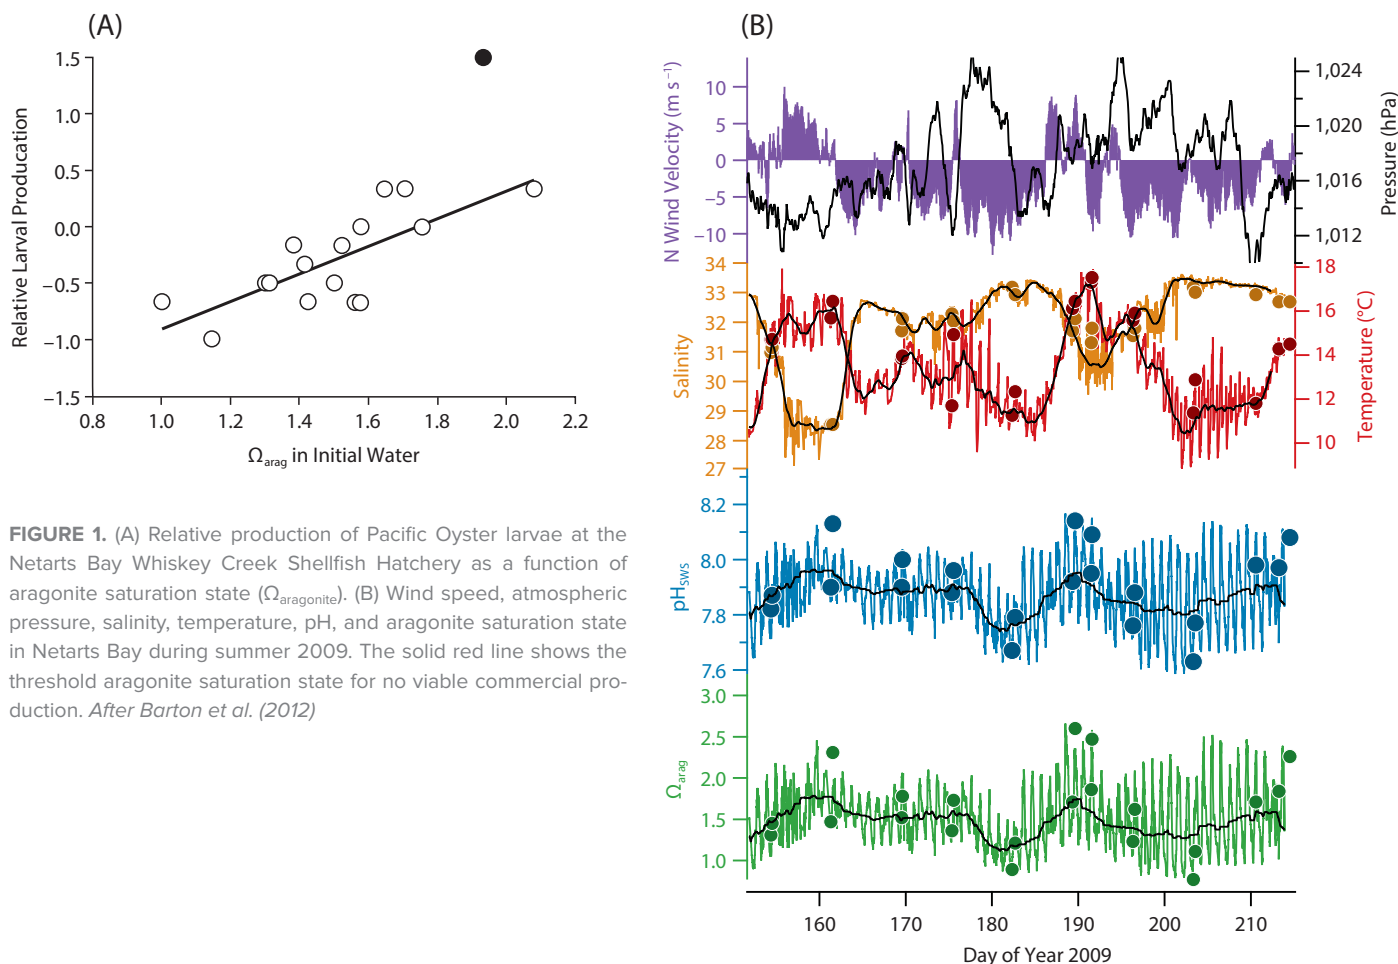 (A)
1.5
1.0
0.5
0.0
−0.5
−1.0
−1.5
Relative Larval Producation
0.8 1.0 1.2 1.4 1.6 1.8 2.0 2.2
Ωarag in Initial Water
FIGURE 1. (A) Relative production of Pacific Oyster larvae at the
Netarts Bay Whiskey Creek Shellfish Hatchery as a function of
aragonite saturation state (Ωaragonite). (B) Wind speed, atmospheric
pressure, salinity, temperature, pH, and aragonite saturation state
in Netarts Bay during summer 2009. The solid red line shows the
threshold aragonite saturation state for no viable commercial pro-
duction. After Barton et al. (2012)
(B)
N Wind Velocity (m s⁻¹)
10
5
0
−5
−10
1,024
1,020
1,016
1,012
Pressure (hPa)
Salinity
34
33
32
31
30
29
28
27
18
16
14
12
10
Temperature (°C)
pHSWS
8.2
8.0
7.8
7.6
Ωarag
3.0
2.5
2.0
1.5
1.0
160 170 180 190 200 210
Day of Year 2009